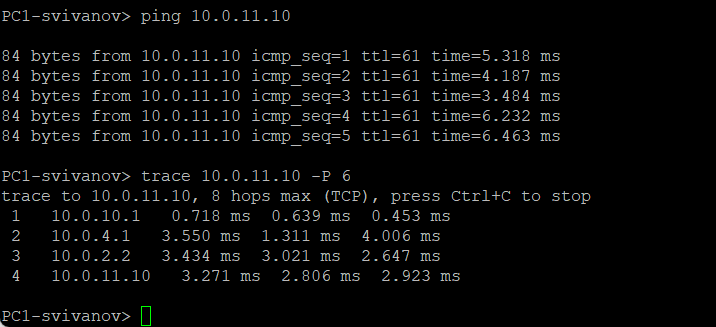 PC1-svivanov> ping 10.0.11.10
84 bytes from 10.0.11.10 icmp_seq=1 ttl=61 time=5.318 ms
84 bytes from 10.0.11.10 icmp_seq=2 ttl=61 time=4.187 ms
84 bytes from 10.0.11.10 icmp_seq=3 ttl=61 time=3.484 ms
84 bytes from 10.0.11.10 icmp_seq=4 ttl=61 time=6.232 ms
84 bytes from 10.0.11.10 icmp_seq=5 ttl=61 time=6.463 ms
PC1-svivanov> trace 10.0.11.10 -P 6
trace to 10.0.11.10, 8 hops max (TCP), press Ctrl+C to stop
 1   10.0.10.1   0.718 ms  0.639 ms  0.453 ms
 2   10.0.4.1   3.550 ms  1.311 ms  4.006 ms
 3   10.0.2.2   3.434 ms  3.021 ms  2.647 ms
 4   10.0.11.10   3.271 ms  2.806 ms  2.923 ms
PC1-svivanov>